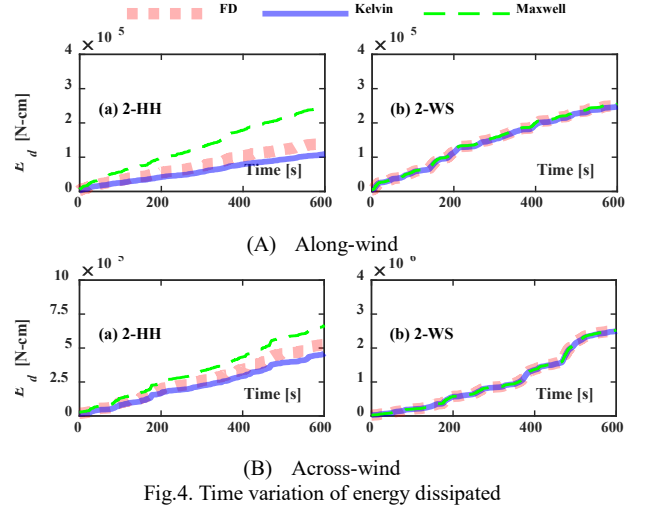 FD Kelvin Maxwell
× 10 5 × 10 5
4 4
3 3
(a) 2-HH (b) 2-WS
2 2
E d [N-cm]
1 1
Time [s] Time [s]
0 0
0 200 400 600 0 200 400 600
(A) Along-wind
× 10 × 10
10 4
7.5 3
(a) 2-HH (b) 2-WS
5 2
E d [N-cm]
2.5 1
Time [s] Time [s]
0 0
0 200 400 600 0 200 400 600
(B) Across-wind
Fig.4. Time variation of energy dissipated